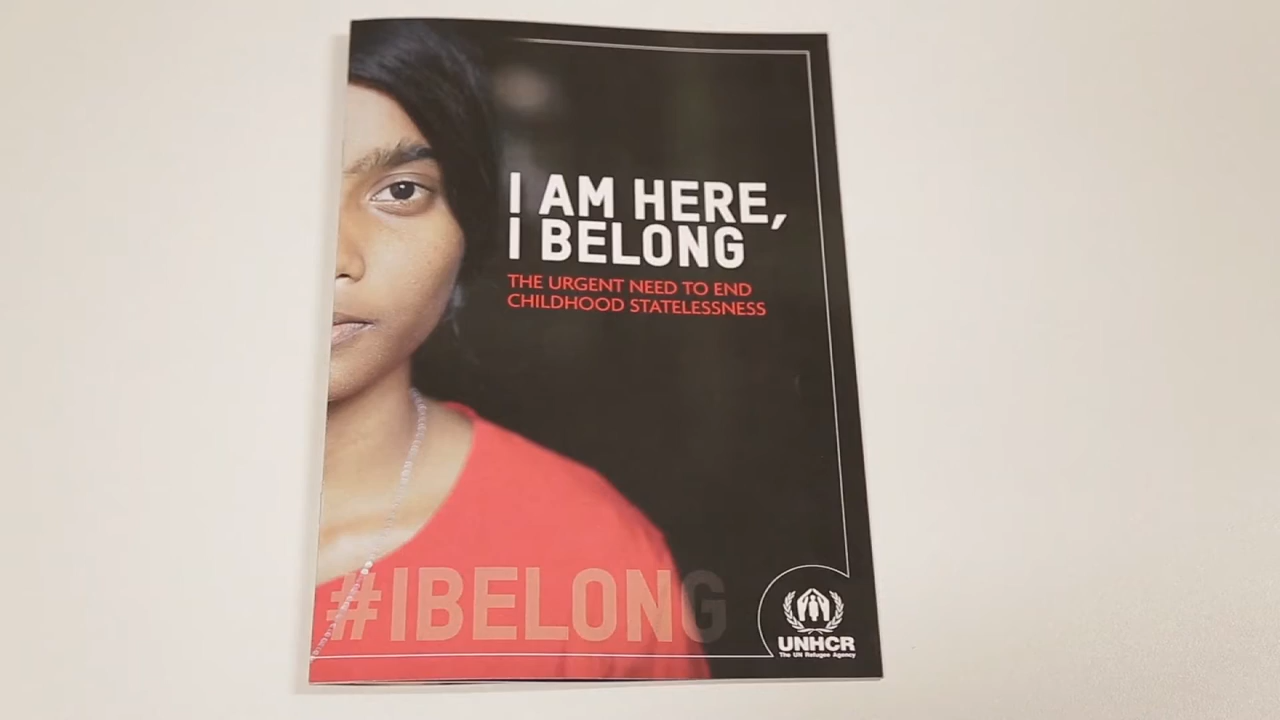 I AM HERE,
I BELONG
THE URGENT NEED TO END
CHILDHOOD STATELESSNESS
#IBELONG
UNHCR
The UN Refugee Agency